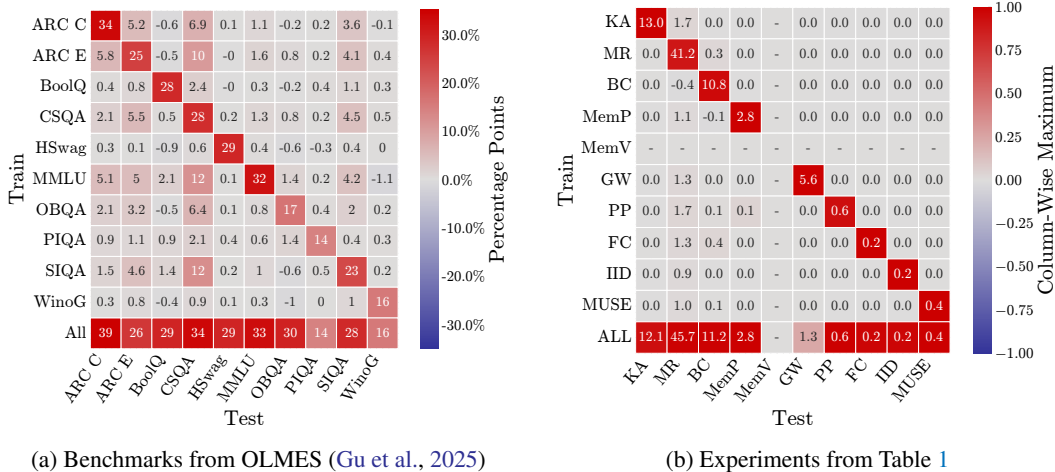 ARC C 34 5.2 -0.6 6.9 0.1 1.6 1.1 -0.1 3.6 -0.1
ARC E 5.8 25 -0.5 10 -0 1.6 0.8 0.2 4.1 0.4
BoolQ 0.4 0.8 28 2.4 -0 0.3 -0.2 -0.6 1.1 0.3
CSQA 2.1 5.5 0.5 28 0.2 1.3 0.8 0.2 4.5 0.5
HSwag 0.3 0.1 -0.9 0.6 29 0.4 -0.6 -0.3 0.4 0
MMLU 5.1 5 2.1 12 0.1 32 1.4 0.2 4.2 -1.1
OBQA 2.1 3.2 -0.5 6.4 0.1 0.8 17 0.4 2 0.2
PIQA 0.9 1.1 0.9 2.1 0.4 0.6 1.4 14 0.4 0.3
SIQA 1.5 4.6 1.4 12 0.2 1 -0.6 0.5 23 0.2
WinoG 0.3 0.8 -0.4 0.9 0.1 0.3 -1 0 1 16
All 39 26 29 34 29 33 30 14 28 16
ARC C ARC E BoolQ CSQA HSwag MMLU OBQA PIQA SIQA WinoG
Train
Test
30.0%
20.0%
10.0%
0.0%
-10.0%
-20.0%
-30.0%
Percentage Points
(a) Benchmarks from OLMES (Gu et al., 2025)
KA 13.0 1.7 0.0 0.0 - 0.0 0.0 0.0 0.0 0.0
MR 0.0 41.2 0.3 0.0 - 0.0 0.0 0.0 0.0 0.0
BC 0.0 -0.4 10.8 0.0 - 0.0 0.0 0.0 0.0 0.0
MemP 0.0 1.1 -0.1 2.8 - 0.0 0.0 0.0 0.0 0.0
MemV - - - - - - - - - -
GW 0.0 1.3 0.0 0.0 - 5.6 0.0 0.0 0.0 0.0
PP 0.0 1.7 0.1 0.1 - 0.0 0.6 0.0 0.0 0.0
FC 0.0 1.3 0.4 0.0 - 0.0 0.0 0.2 0.0 0.0
IID 0.0 0.9 0.0 0.0 - 0.0 0.0 0.0 0.2 0.0
MUSE 0.0 1.0 0.1 0.0 - 0.0 0.0 0.0 0.0 0.4
ALL 12.1 45.7 11.2 2.8 - 1.3 0.6 0.2 0.2 0.4
KA MR BC MemP MemV GW PP FC IID MUSE
Train
Test
1.00
0.75
0.50
0.25
0.00
−0.25
−0.50
−0.75
−1.00
Column-Wise Maximum
(b) Experiments from Table 1